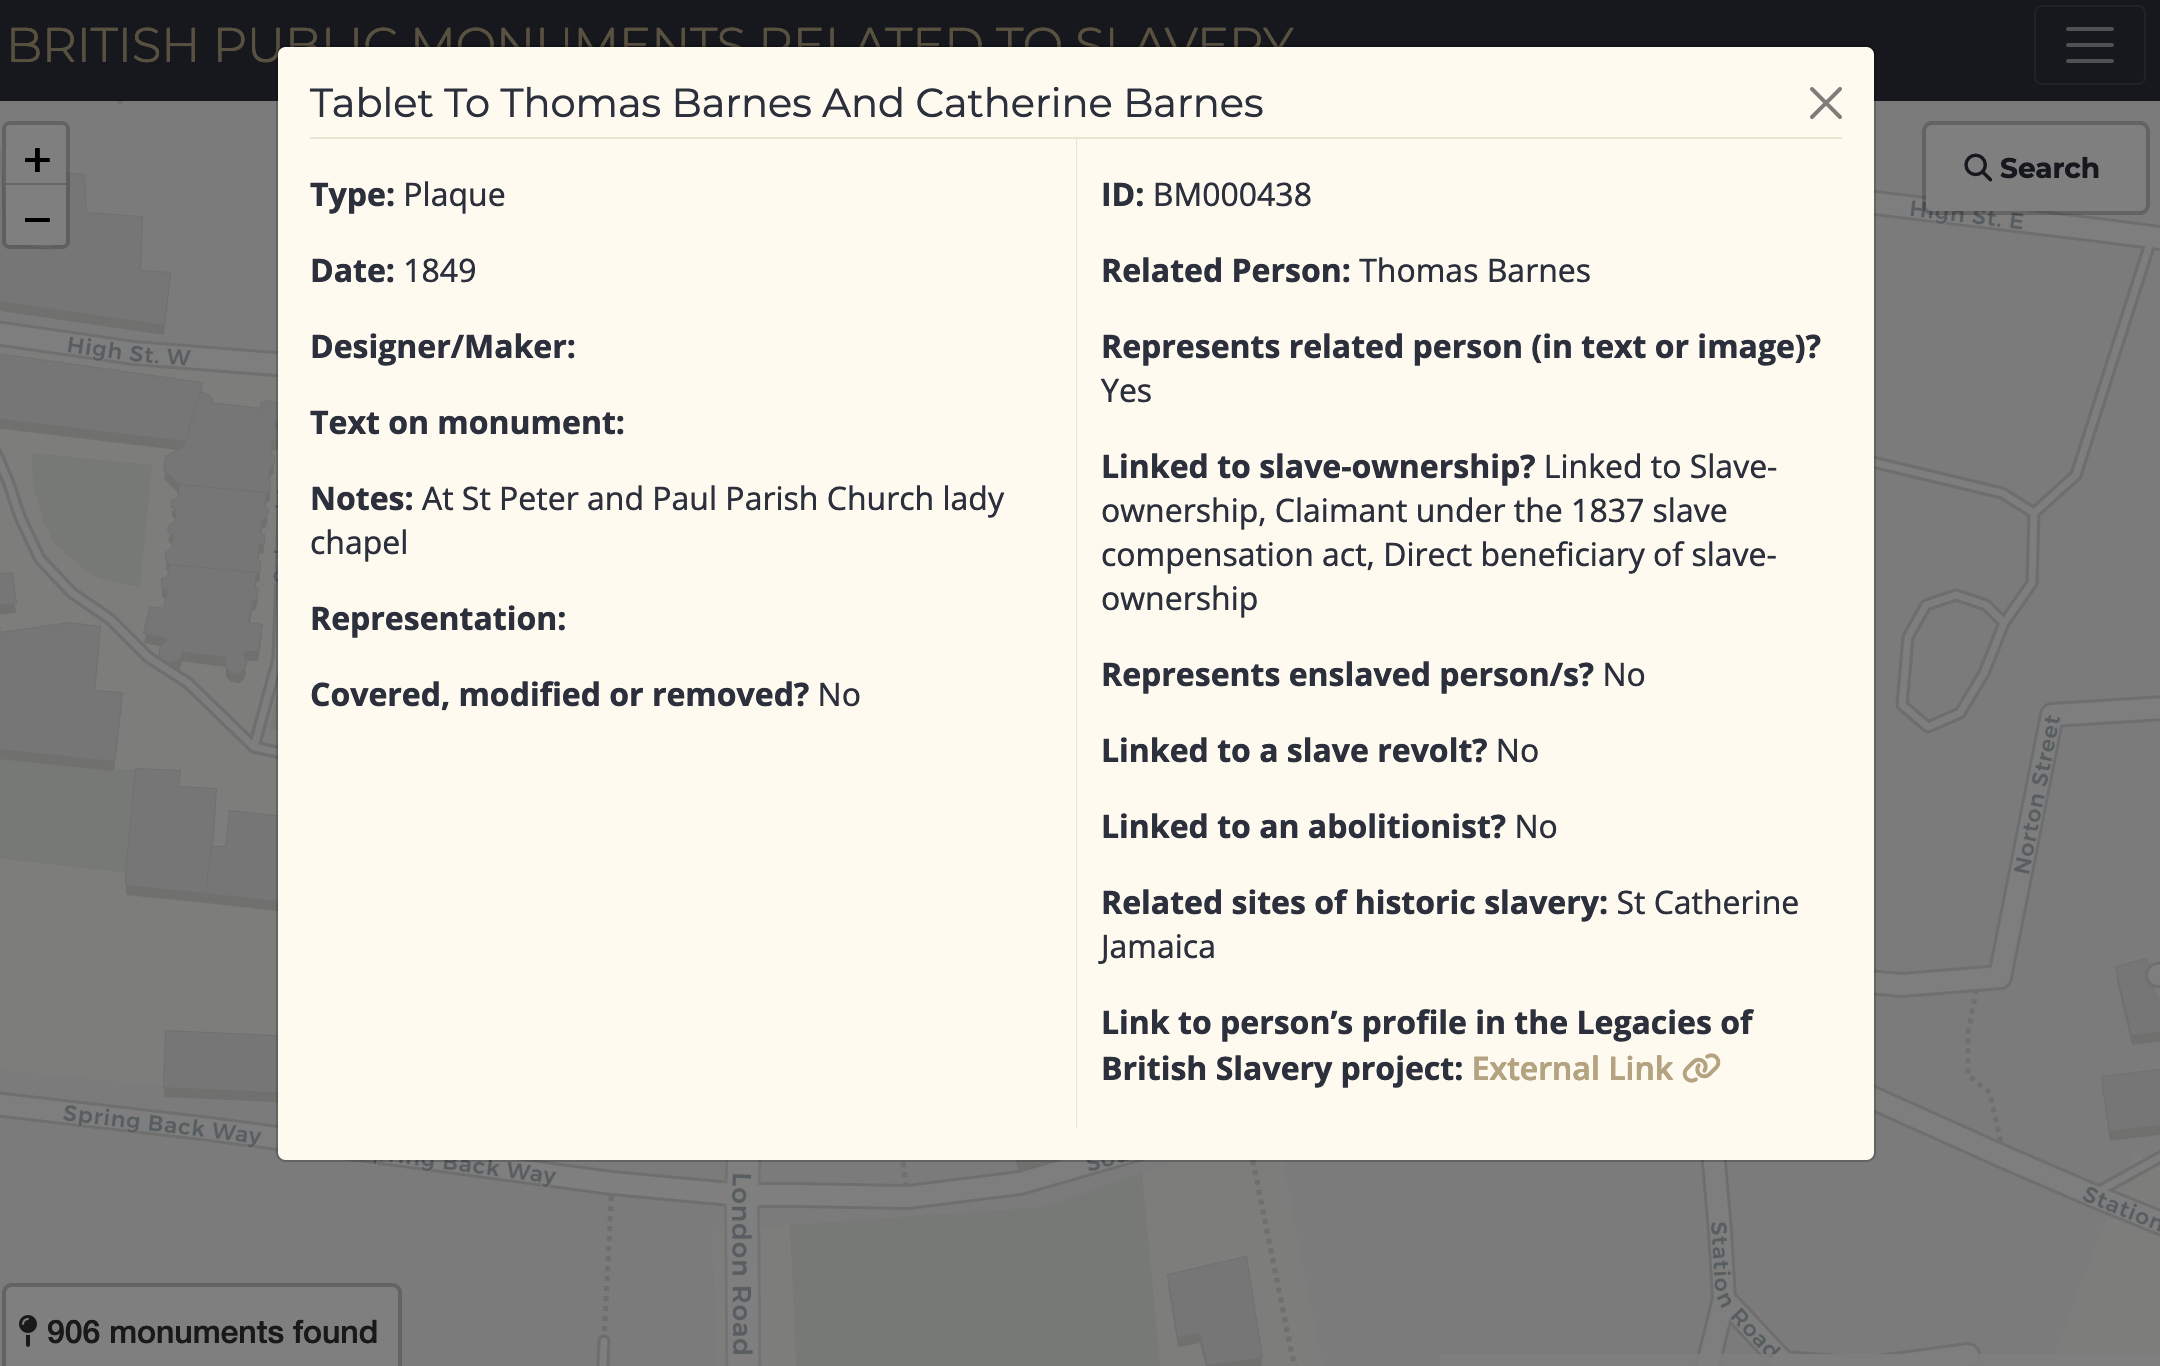 BRITISH PUBLIC MONUMENTS RELATED TO SLAVERY
Tablet To Thomas Barnes And Catherine Barnes
+
−
Search
Type: Plaque
Date: 1849
Designer/Maker:
Text on monument:
Notes: At St Peter and Paul Parish Church lady
chapel
Representation:
Covered, modified or removed? No
ID: BM000438
Related Person: Thomas Barnes
Represents related person (in text or image)?
Yes
Linked to slave-ownership? Linked to Slave-
ownership, Claimant under the 1837 slave
compensation act, Direct beneficiary of slave-
ownership
Represents enslaved person/s? No
Linked to a slave revolt? No
Linked to an abolitionist? No
Related sites of historic slavery: St Catherine
Jamaica
Link to person’s profile in the Legacies of
British Slavery project: External Link
High St. W
High St. E
Norton Street
Spring Back Way
Back Way
London Road
Station Road
Station
906 monuments found